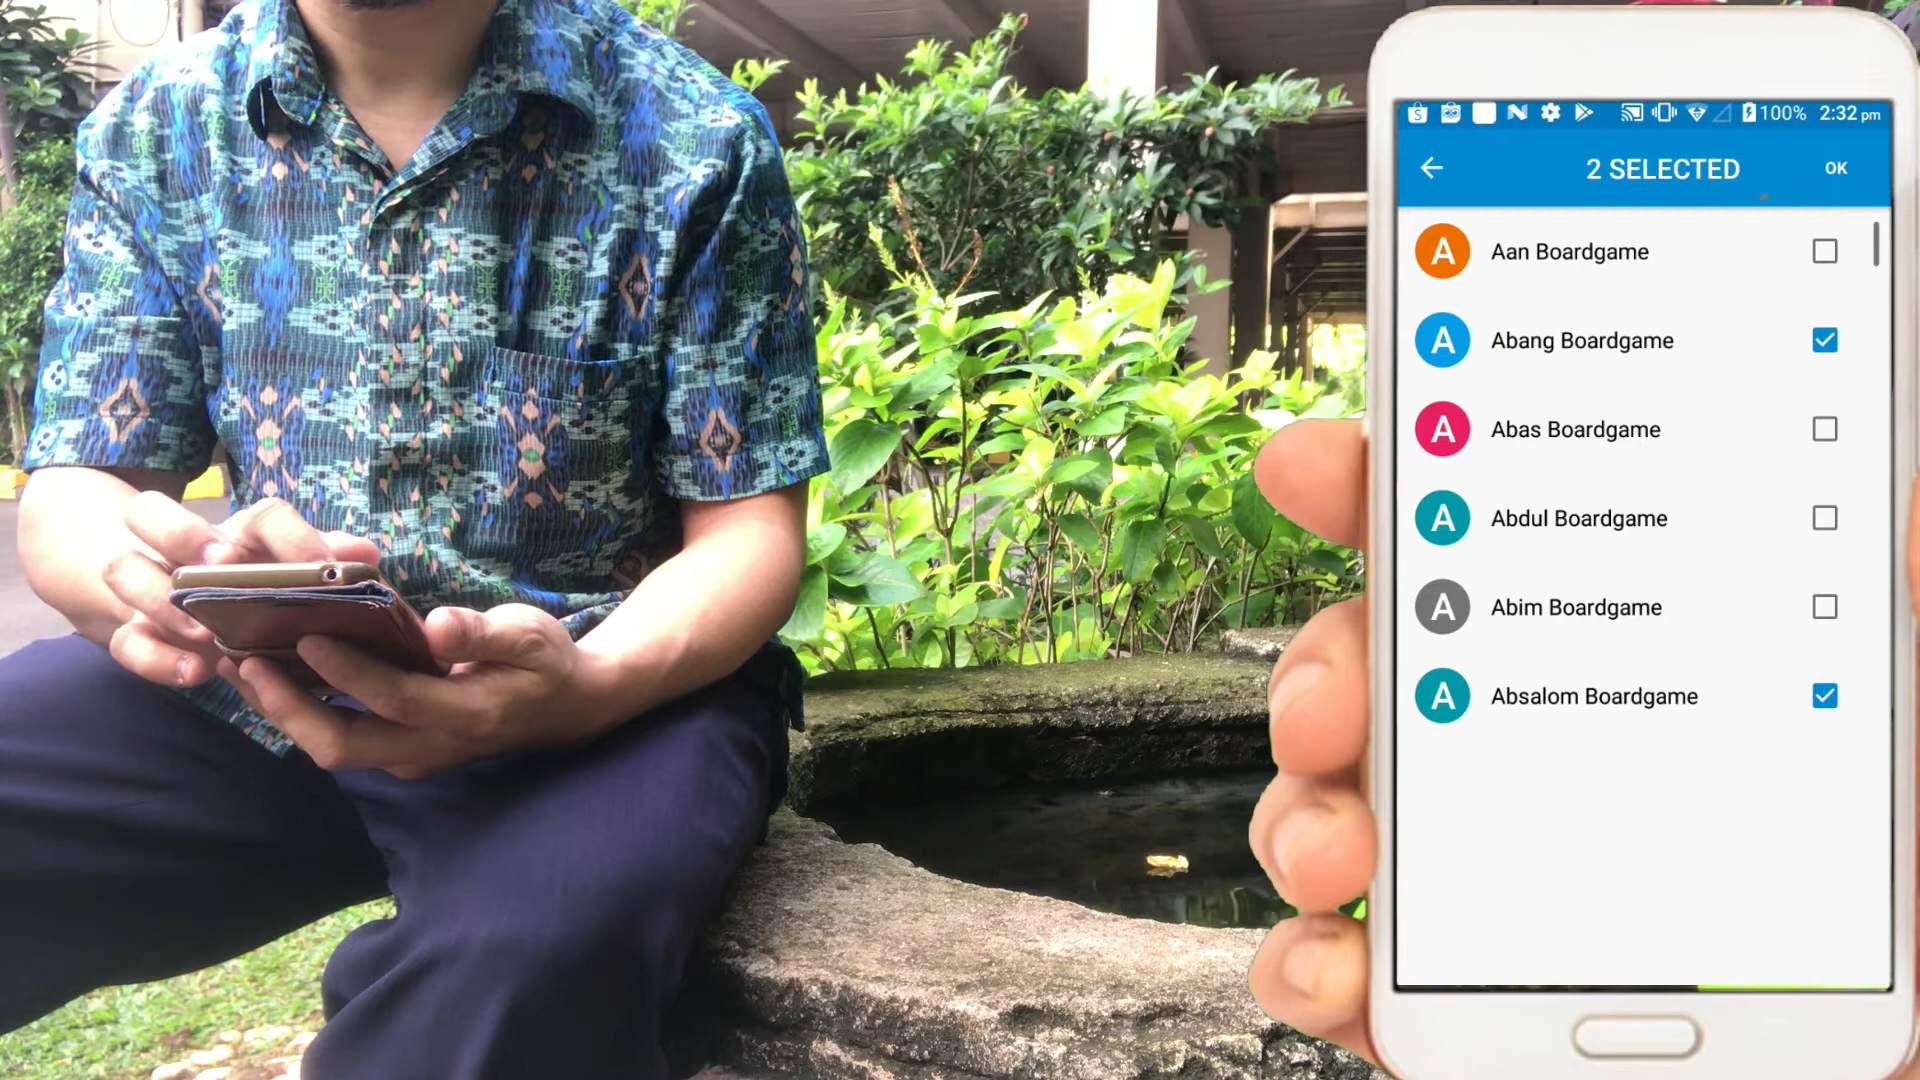 100% 2:32 pm
2 SELECTED OK
A Aan Boardgame
A Abang Boardgame
A Abas Boardgame
A Abdul Boardgame
A Abim Boardgame
A Absalom Boardgame